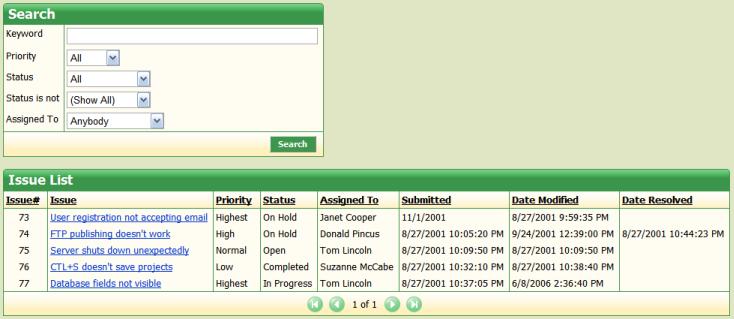 Search
Keyword
Priority All
Status All
Status is not (Show All)
Assigned To Anybody
Search
Issue List
Issue# Issue Priority Status Assigned To Submitted Date Modified Date Resolved
73 User registration not accepting email Highest On Hold Janet Cooper 11/1/2001 8/27/2001 9:59:35 PM
74 FTP publishing doesn't work High On Hold Donald Pincus 8/27/2001 10:05:20 PM 9/24/2001 12:39:00 PM 8/27/2001 10:44:23 PM
75 Server shuts down unexpectedly Normal Open Tom Lincoln 8/27/2001 10:09:50 PM 8/27/2001 10:09:50 PM
76 CTL+S doesn't save projects Low Completed Suzanne McCabe 8/27/2001 10:32:10 PM 8/27/2001 10:38:40 PM
77 Database fields not visible Highest In Progress Tom Lincoln 8/27/2001 10:37:05 PM 6/8/2006 2:36:40 PM
1 of 1